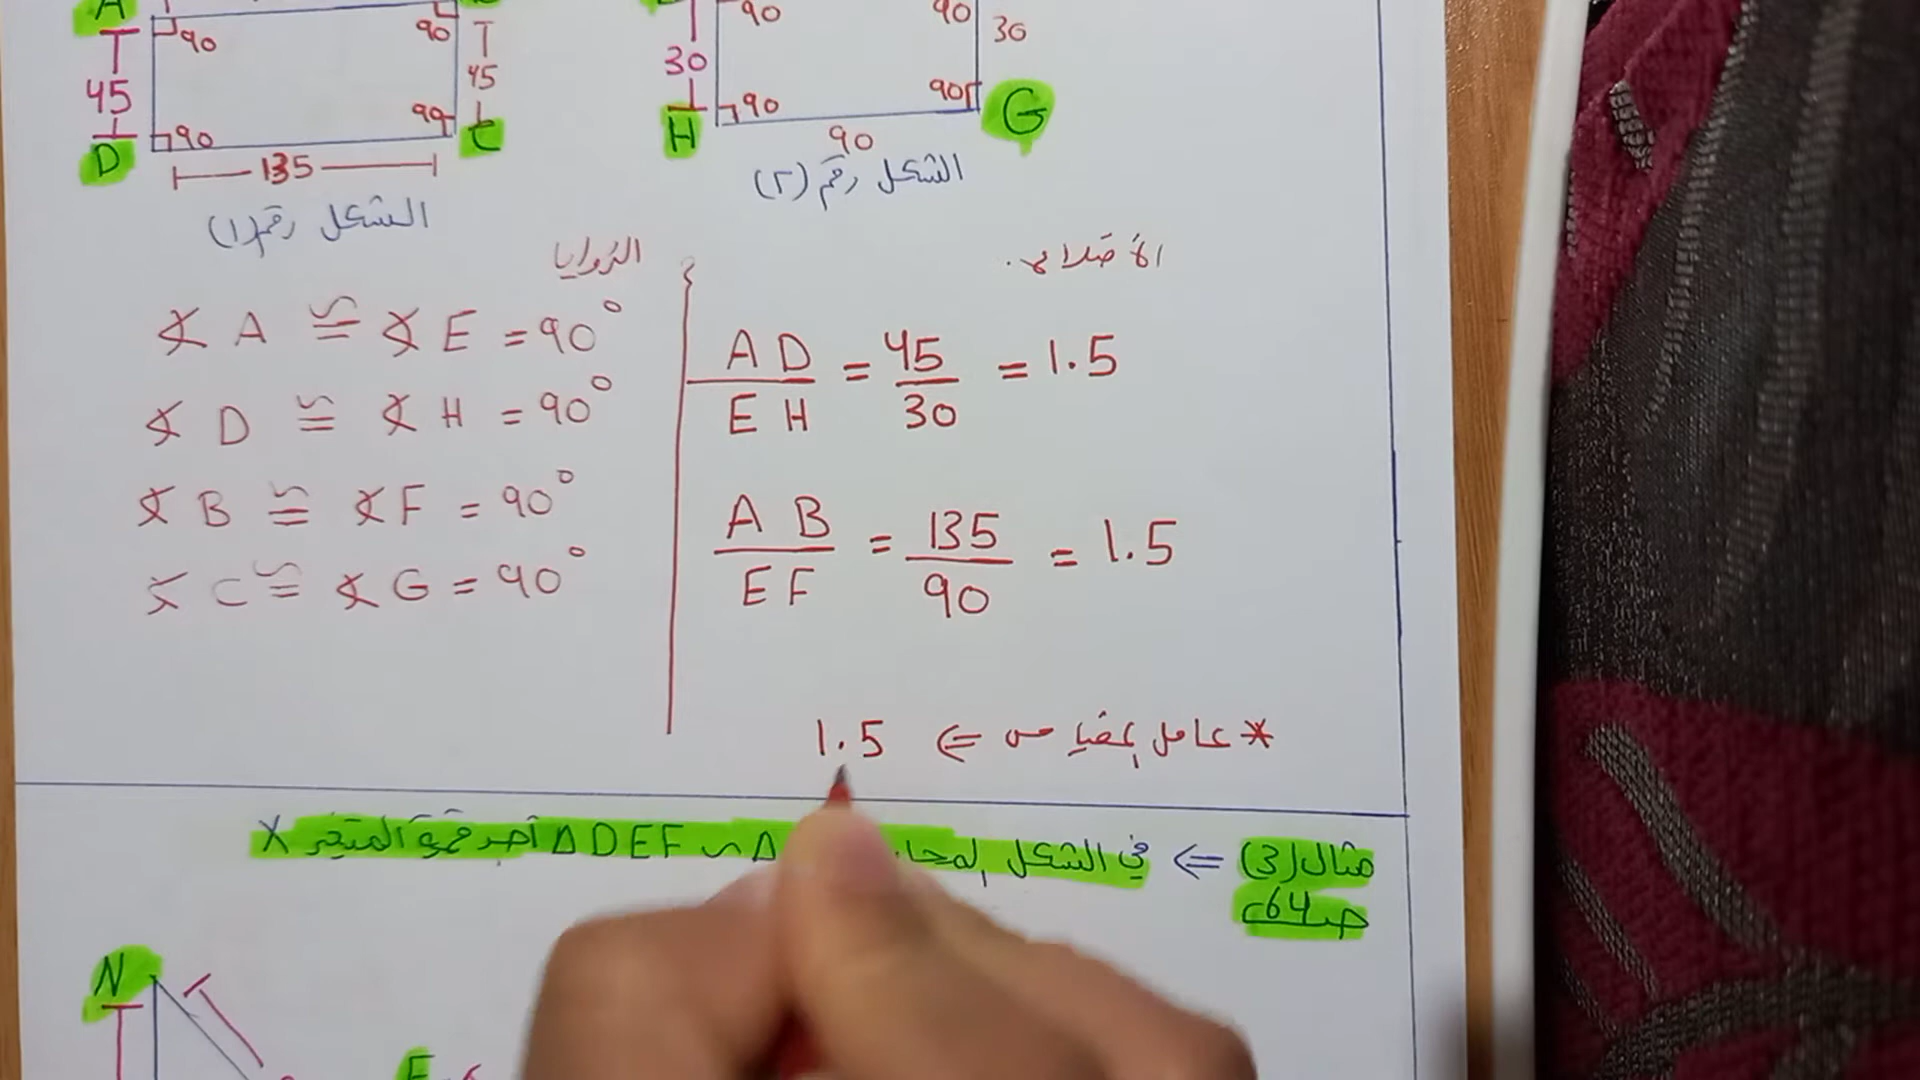 A 90 90 T 90 90 30
45 45 30
90 90 90 90
D C H G
135 90
الشكل رقم (١) الشكل رقم (٢)
الزوايا
∢ A ≅ ∢ E = 90°
∢ D ≅ ∢ H = 90°
∢ B ≅ ∢ F = 90°
∢ C ≅ ∢ G = 90°
الأضلاع.
AD/EH = 45/30 = 1.5
AB/EF = 135/90 = 1.5
* عامل المقياس ⇐ 1.5
مثال (3) ⇐ في الشكل المجا. Δ ~ ΔDEF أوجد قيمة المتغير X
ص64
N
F